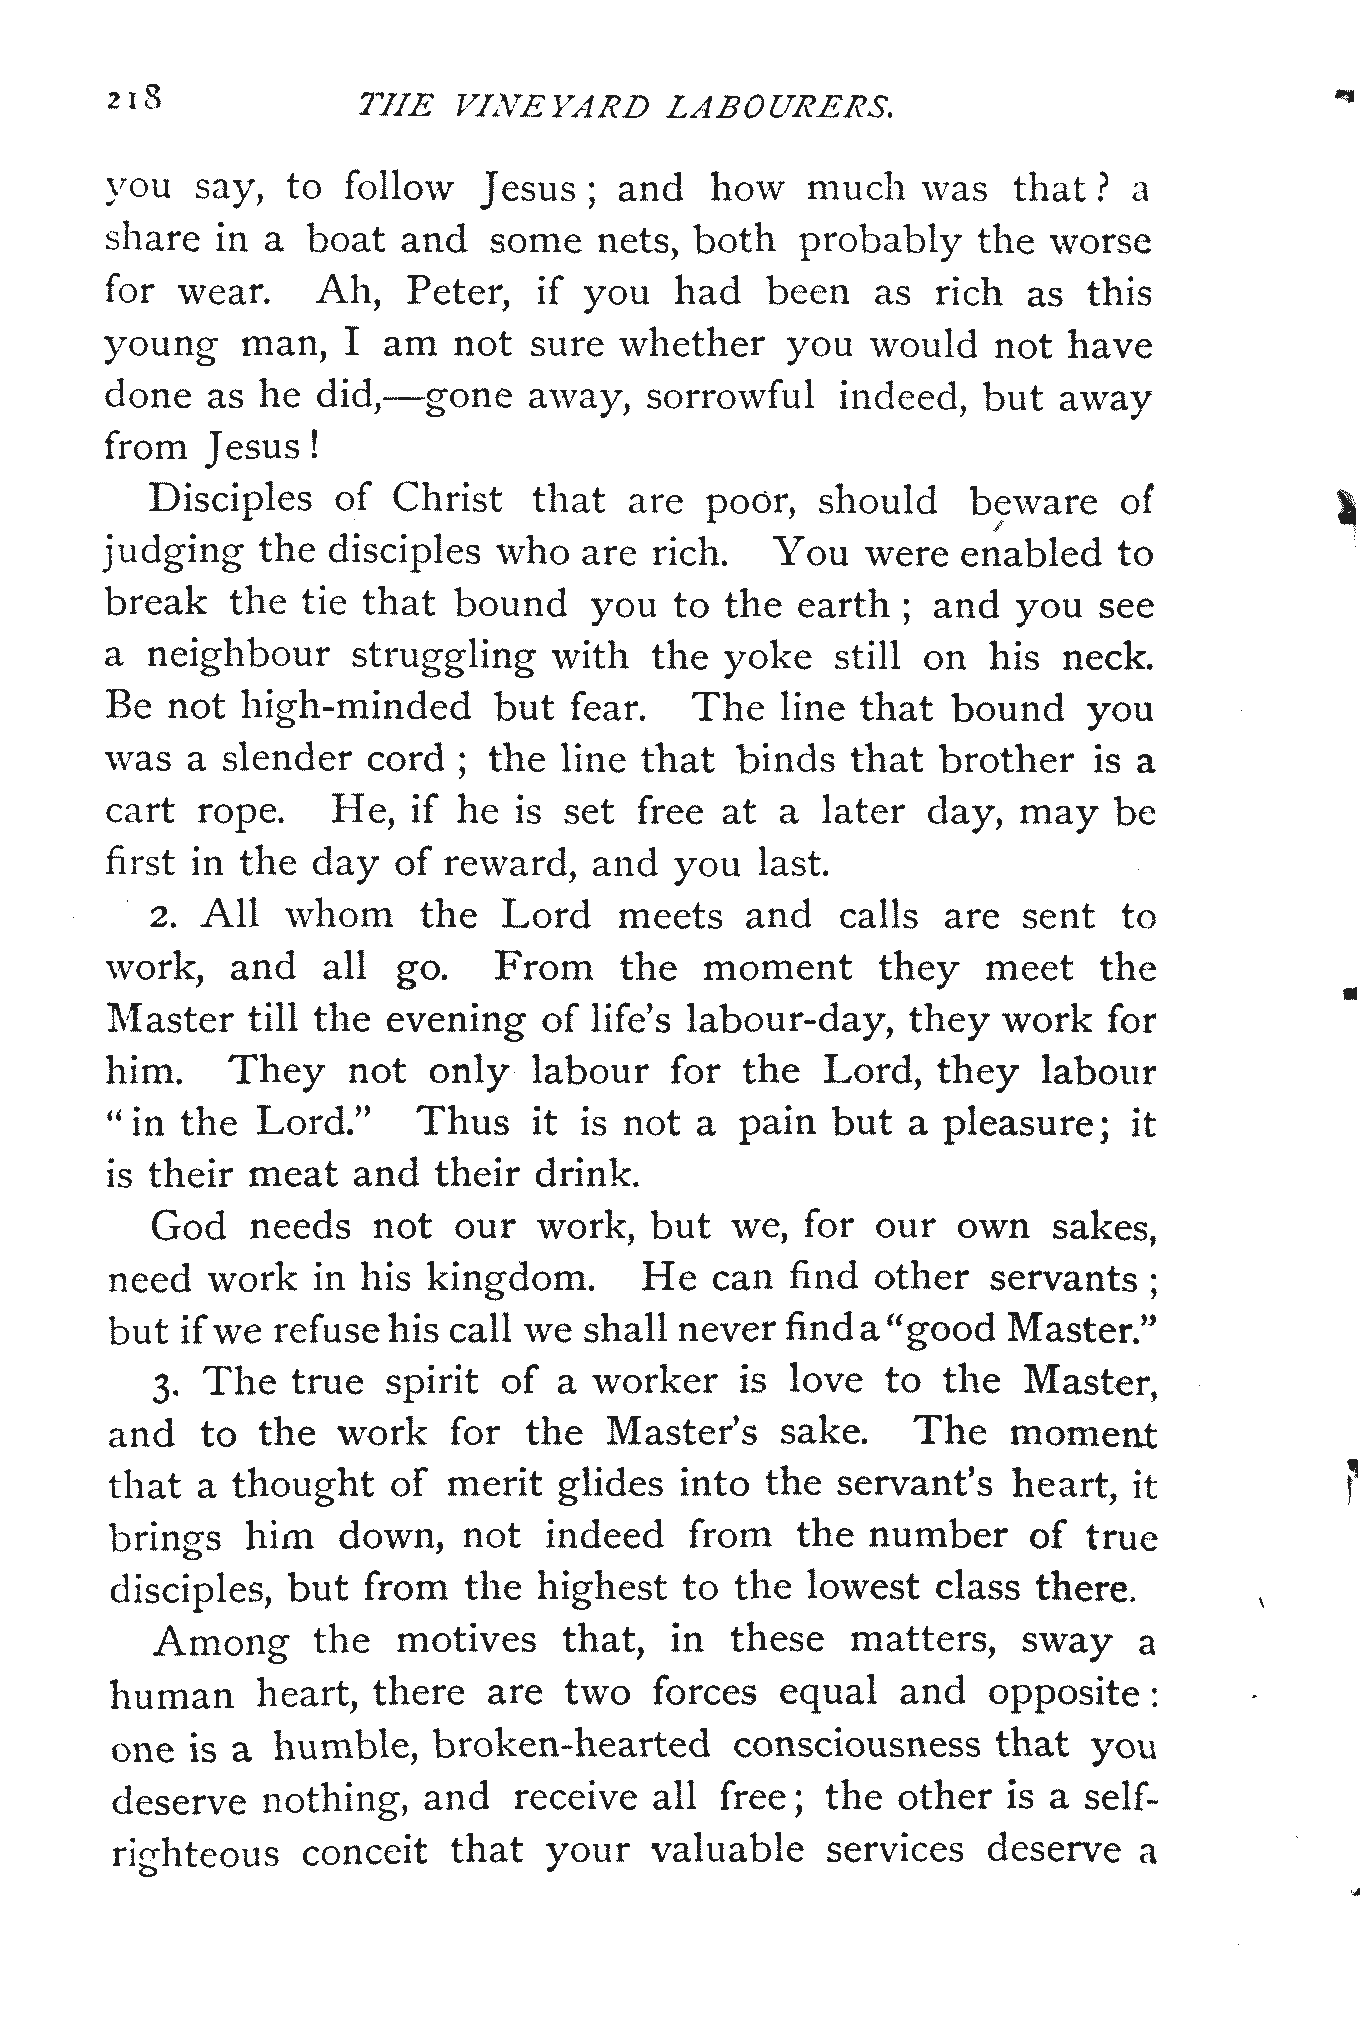 218 THE VINEYARD LABOURERS.
you say, to follow Jesus ; and how much was that ? a
share in a boat and some nets, both probably the worse
for wear. Ah, Peter, if you had been as rich as this
young man, I am not sure whether you would not have
done as he did,—gone away, sorrowful indeed, but away
from Jesus !
Disciples of Christ that are poor, should beware of
judging the disciples who are rich. You were enabled to
break the tie that bound you to the earth ; and you see
a neighbour struggling with the yoke still on his neck.
Be not high-minded but fear. The line that bound you
was a slender cord ; the line that binds that brother is a
cart rope. He, if he is set free at a later day, may be
first in the day of reward, and you last.
2. All whom the Lord meets and calls are sent to
work, and all go. From the moment they meet the
Master till the evening of life's labour-day, they work for
him. They not only labour for the Lord, they labour
"in the Lord." Thus it is not a pain but a pleasure; it
is their meat and their drink.
God needs not our work, but we, for our own sakes,
need work in his kingdom. He can find other servants ;
but if we refuse his call we shall never find a "good Master."
3. The true spirit of a worker is love to the Master,
and to the work for the Master's sake. The moment
that a thought of merit glides into the servant's heart, it
brings him down, not indeed from the number of true
disciples, but from the highest to the lowest class there.
Among the motives that, in these matters, sway a
human heart, there are two forces equal and opposite :
one is a humble, broken-hearted consciousness that you
deserve nothing, and receive all free; the other is a self-
righteous conceit that your valuable services deserve a